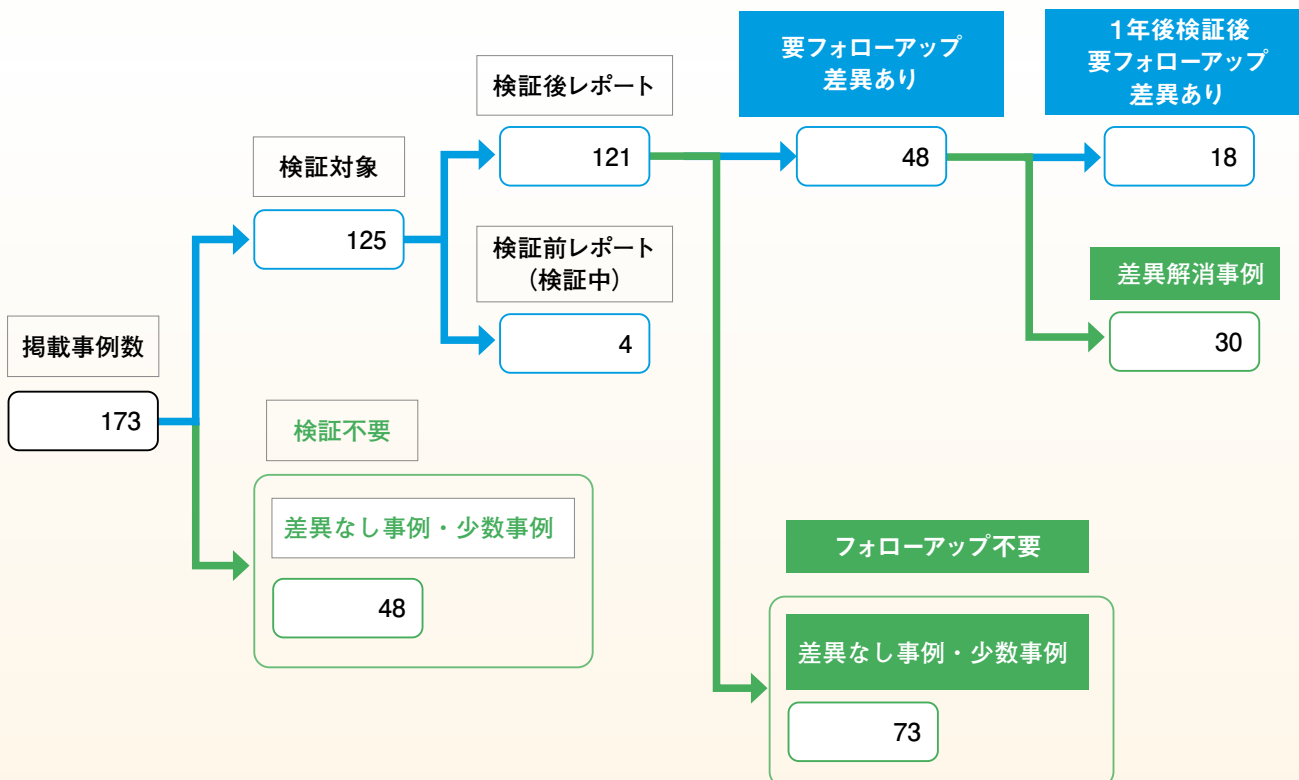 掲載事例数
173
検証対象
125
検証不要
差異なし事例・少数事例
48
検証後レポート
121
検証前レポート
（検証中）
4
要フォローアップ
差異あり
48
フォローアップ不要
差異なし事例・少数事例
73
1年後検証後
要フォローアップ
差異あり
18
差異解消事例
30